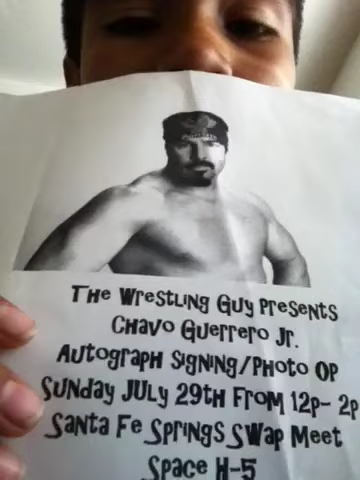 The Wrestling Guy Presents
Chavo Guerrero Jr.
Autograph Signing/Photo Op
Sunday July 29th From 12p- 2p
Santa Fe Springs Swap Meet
Space H-5